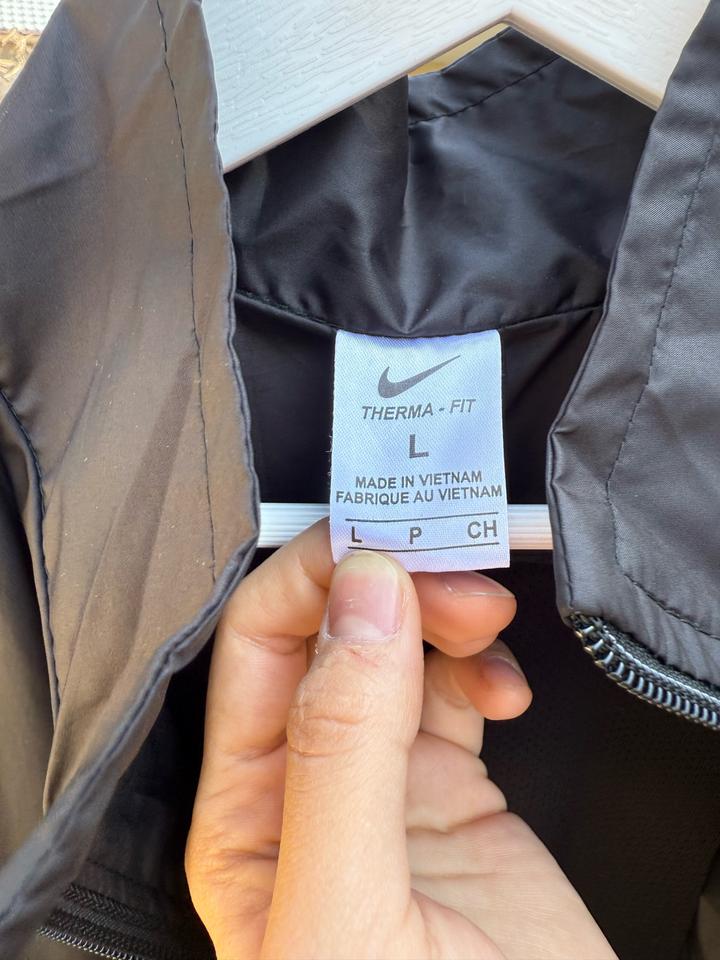 THERMA - FIT
L
MADE IN VIETNAM
FABRIQUE AU VIETNAM
L P CH